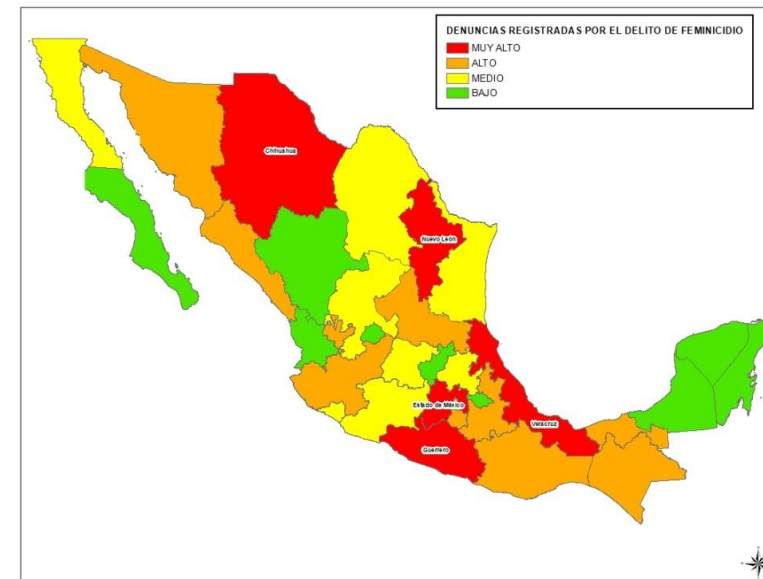 DENUNCIAS REGISTRADAS POR EL DELITO DE FEMINICIDIO
MUY ALTO
ALTO
MEDIO
BAJO
Chihuahua
Nuevo León
Estado de México
Veracruz
Guerrero